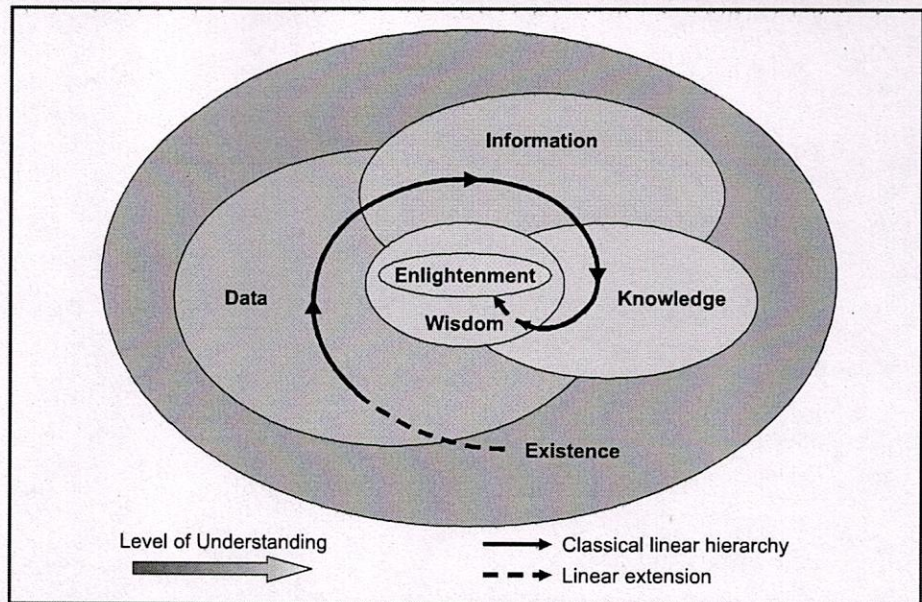 Information
Enlightenment
Data
Knowledge
Wisdom
Existence
Level of Understanding
Classical linear hierarchy
Linear extension